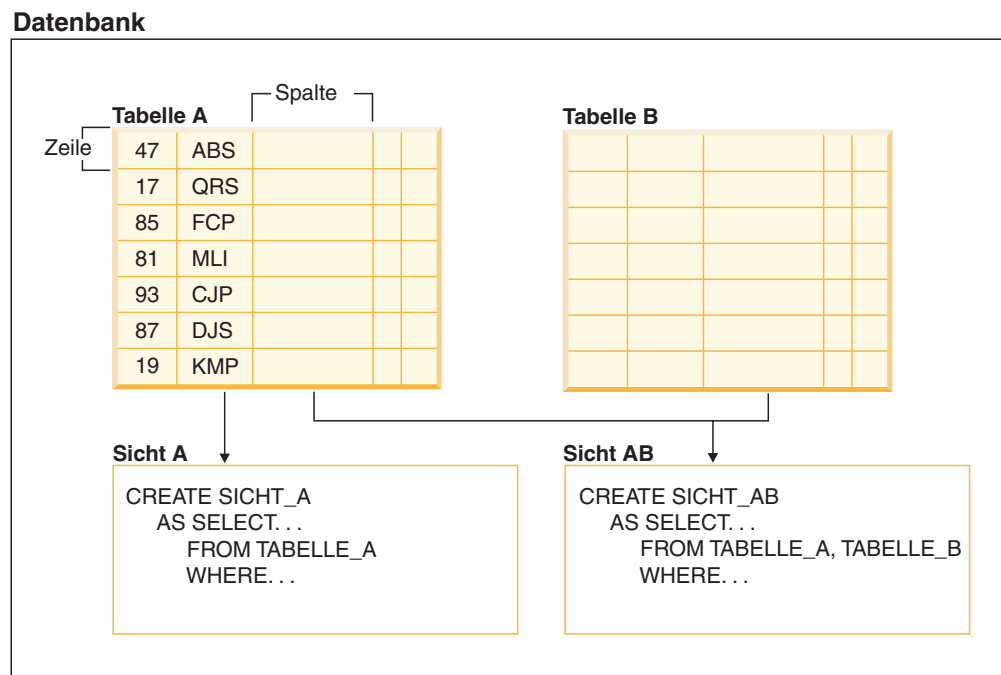 Datenbank
Spalte
Tabelle A
Tabelle B
Zeile
47 ABS
17 QRS
85 FCP
81 MLI
93 CJP
87 DJS
19 KMP
Sicht A
CREATE SICHT_A
AS SELECT. . .
FROM TABELLE_A
WHERE. . .
Sicht AB
CREATE SICHT_AB
AS SELECT. . .
FROM TABELLE_A, TABELLE_B
WHERE. . .